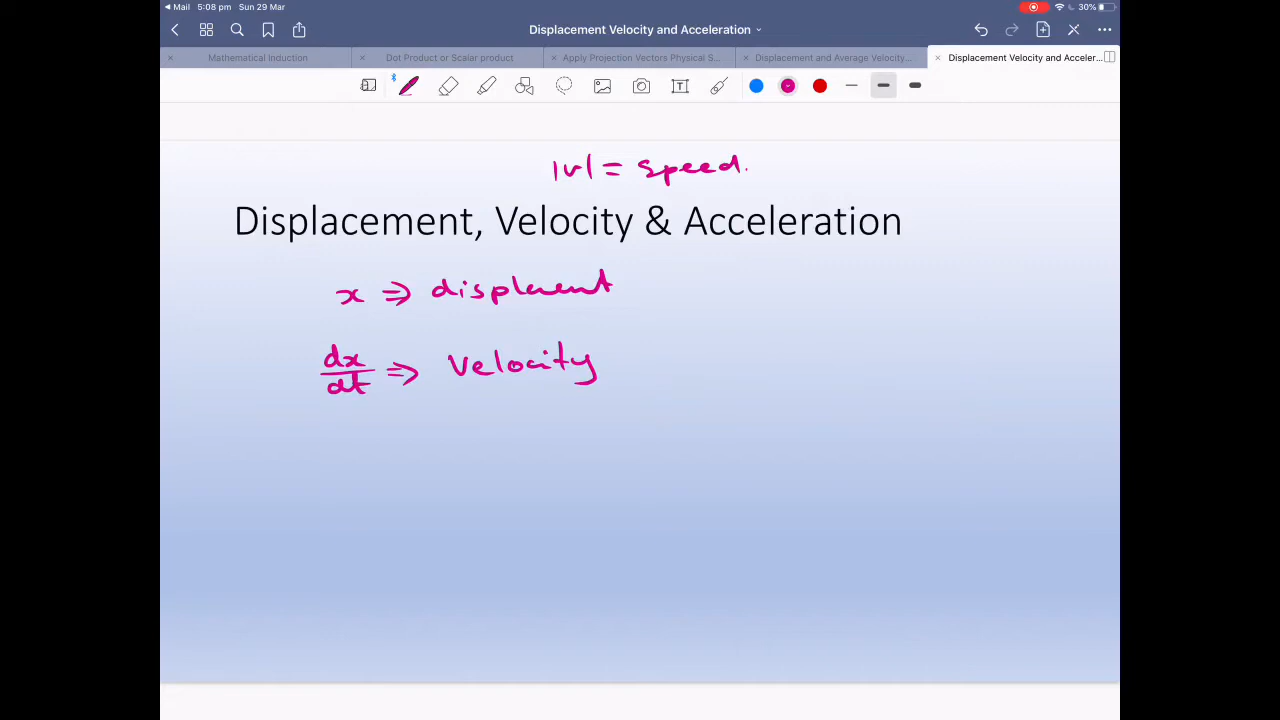 Mail 5:08 pm Sun 29 Mar 30%
Displacement Velocity and Acceleration
Mathematical Induction Dot Product or Scalar product Apply Projection Vectors Physical S... Displacement and Average Velocity... Displacement Velocity and Acceler...
|v| = speed.
Displacement, Velocity & Acceleration
x ⇒ displement
dx/dt ⇒ Velocity